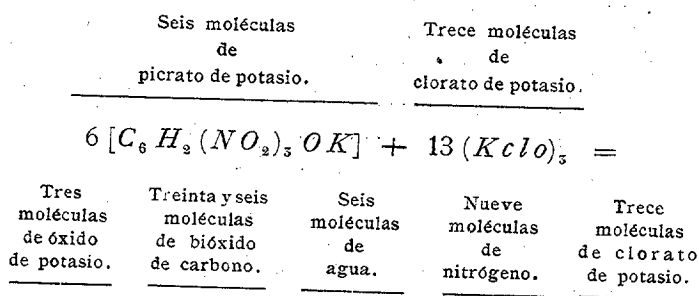 Seis moléculas
de
picrato de potasio.
Trece moléculas
de
clorato de potasio.
6 [C₆ H₂ (NO₂)₃ OK] + 13 (Kclo)₃ =
Tres
moléculas
de óxido
de potasio.
Treinta y seis
moléculas
de bióxido
de carbono.
Seis
moléculas
de
agua.
Nueve
moléculas
de
nitrógeno.
Trece
moléculas
de clorato
de potasio.